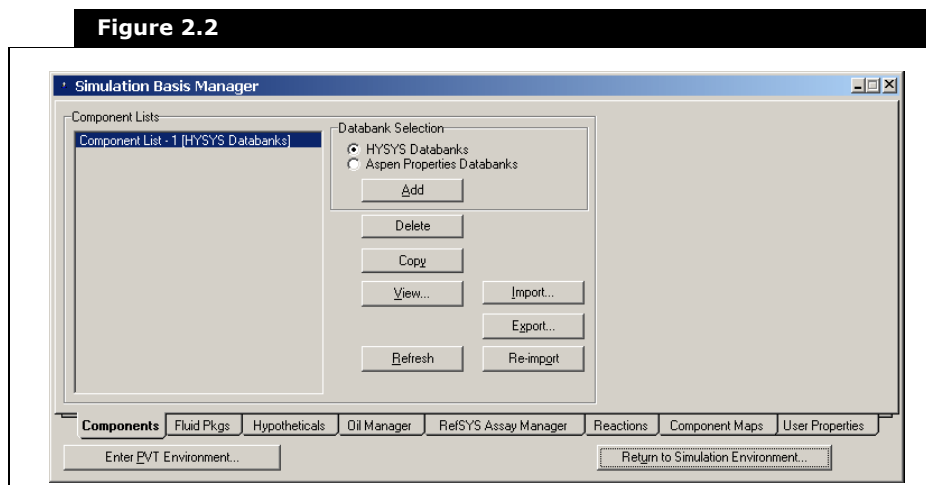 Figure 2.2
Simulation Basis Manager
Component Lists
Component List - 1 [HYSYS Databanks]
Databank Selection
HYSYS Databanks
Aspen Properties Databanks
Add
Delete
Copy
View...
Import...
Export...
Refresh
Re-import
Components
Fluid Pkgs
Hypotheticals
Oil Manager
RefSYS Assay Manager
Reactions
Component Maps
User Properties
Enter PVT Environment...
Return to Simulation Environment...